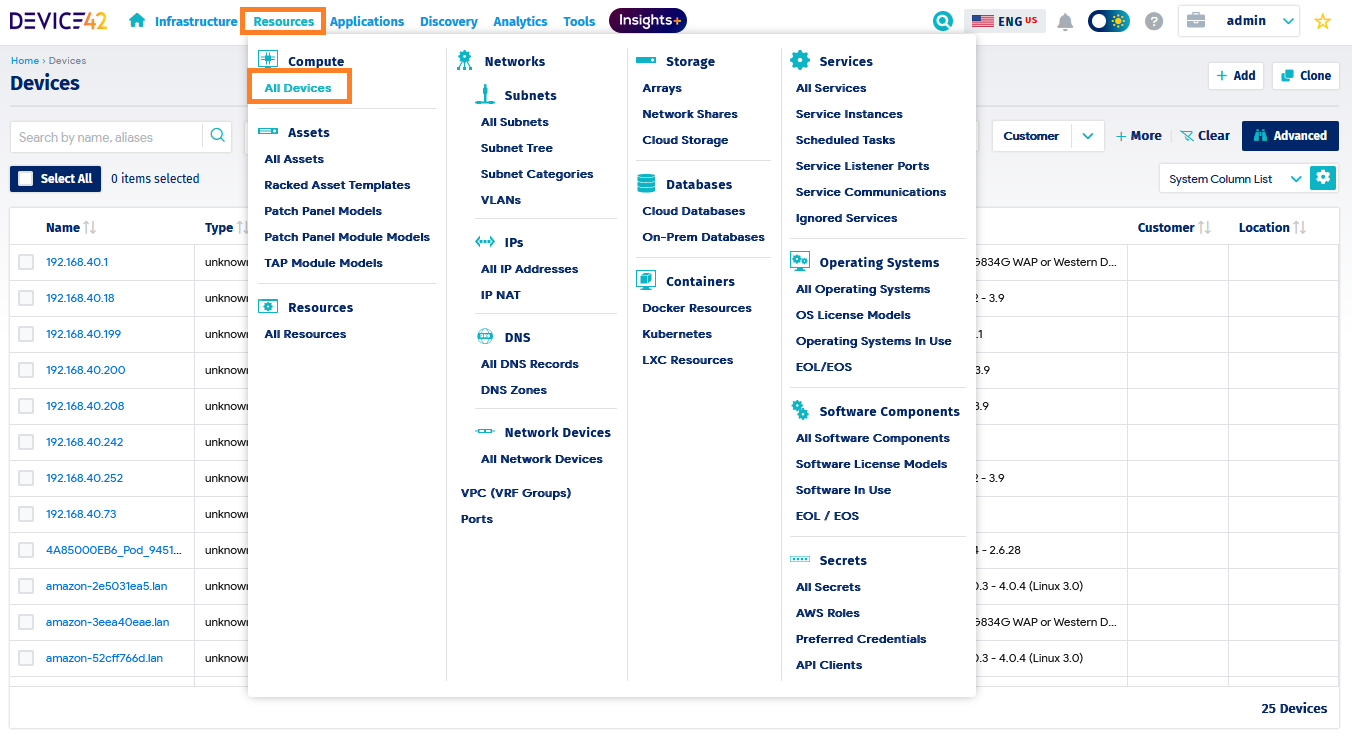 DEVICE42 Infrastructure Resources Applications Discovery Analytics Tools Insights+ ENG US ? admin
Home › Devices
Devices
+ Add Clone
Search by name, aliases
Customer + More Clear Advanced
Select All 0 items selected
System Column List
Name Type Customer Location
192.168.40.1 unknow G834G WAP or Western D...
192.168.40.18 unknow 2 - 3.9
192.168.40.199 unknow .1
192.168.40.200 unknow 3.9
192.168.40.208 unknow 3.9
192.168.40.242 unknow
192.168.40.252 unknow 2 - 3.9
192.168.40.73 unknow
4A85000EB6_Pod_9451... unknow 4 - 2.6.28
amazon-2e5031ea5.lan unknow 0.3 - 4.0.4 (Linux 3.0)
amazon-3eea40eae.lan unknow G834G WAP or Western D...
amazon-52cff766d.lan unknow 0.3 - 4.0.4 (Linux 3.0)
25 Devices
Compute
All Devices
Assets
All Assets
Racked Asset Templates
Patch Panel Models
Patch Panel Module Models
TAP Module Models
Resources
All Resources
Networks
Subnets
All Subnets
Subnet Tree
Subnet Categories
VLANs
IPs
All IP Addresses
IP NAT
DNS
All DNS Records
DNS Zones
Network Devices
All Network Devices
VPC (VRF Groups)
Ports
Storage
Arrays
Network Shares
Cloud Storage
Databases
Cloud Databases
On-Prem Databases
Containers
Docker Resources
Kubernetes
LXC Resources
Services
All Services
Service Instances
Scheduled Tasks
Service Listener Ports
Service Communications
Ignored Services
Operating Systems
All Operating Systems
OS License Models
Operating Systems In Use
EOL/EOS
Software Components
All Software Components
Software License Models
Software In Use
EOL / EOS
Secrets
All Secrets
AWS Roles
Preferred Credentials
API Clients